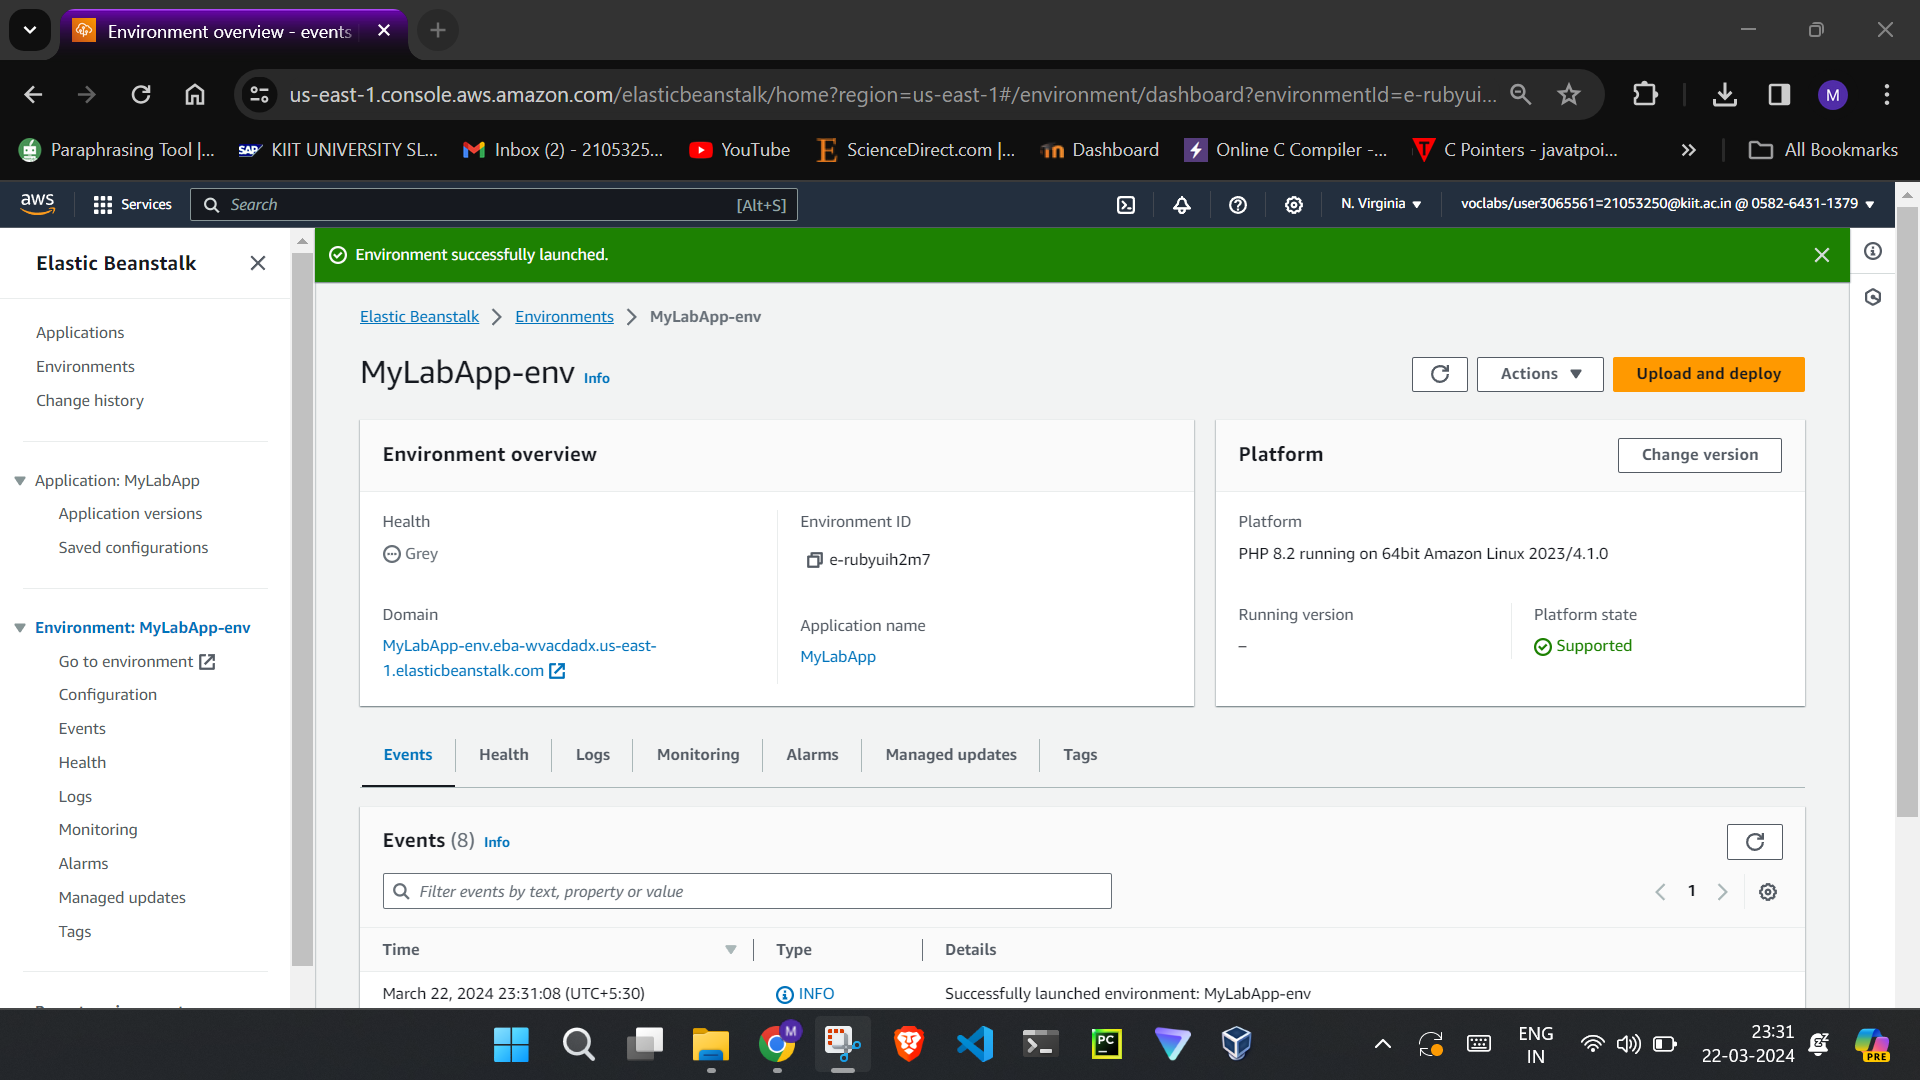 Environment overview - events
us-east-1.console.aws.amazon.com/elasticbeanstalk/home?region=us-east-1#/environment/dashboard?environmentId=e-rubyui...
M
Paraphrasing Tool |...
SAP
KIIT UNIVERSITY SL...
Inbox (2) - 2105325...
YouTube
ScienceDirect.com |...
Dashboard
Online C Compiler -...
C Pointers - javatpoi...
All Bookmarks
aws
Services
Search
[Alt+S]
N. Virginia
voclabs/user3065561=21053250@kiit.ac.in @ 0582-6431-1379
Elastic Beanstalk
Applications
Environments
Change history
Application: MyLabApp
Application versions
Saved configurations
Environment: MyLabApp-env
Go to environment
Configuration
Events
Health
Logs
Monitoring
Alarms
Managed updates
Tags
Environment successfully launched.
Elastic Beanstalk
Environments
MyLabApp-env
MyLabApp-env Info
Actions
Upload and deploy
Environment overview
Health
Grey
Domain
MyLabApp-env.eba-wvacdadx.us-east-
1.elasticbeanstalk.com
Environment ID
e-rubyuih2m7
Application name
MyLabApp
Platform
Change version
Platform
PHP 8.2 running on 64bit Amazon Linux 2023/4.1.0
Running version
–
Platform state
Supported
Events
Health
Logs
Monitoring
Alarms
Managed updates
Tags
Events (8) Info
Filter events by text, property or value
1
Time
Type
Details
March 22, 2024 23:31:08 (UTC+5:30)
INFO
Successfully launched environment: MyLabApp-env
M
PC
ENG
IN
23:31
22-03-2024
PRE